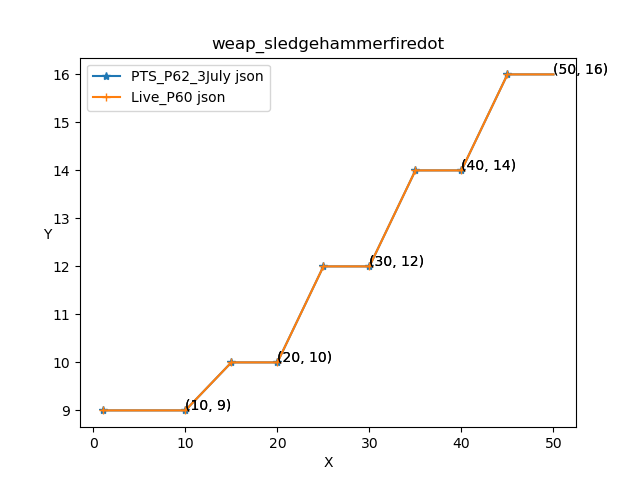 weap_sledgehammerfiredot
PTS_P62_3July json
Live_P60 json
(50, 16)
(40, 14)
(30, 12)
(20, 10)
(10, 9)
16
15
14
13
12
11
10
9
Y
0 10 20 30 40 50
X